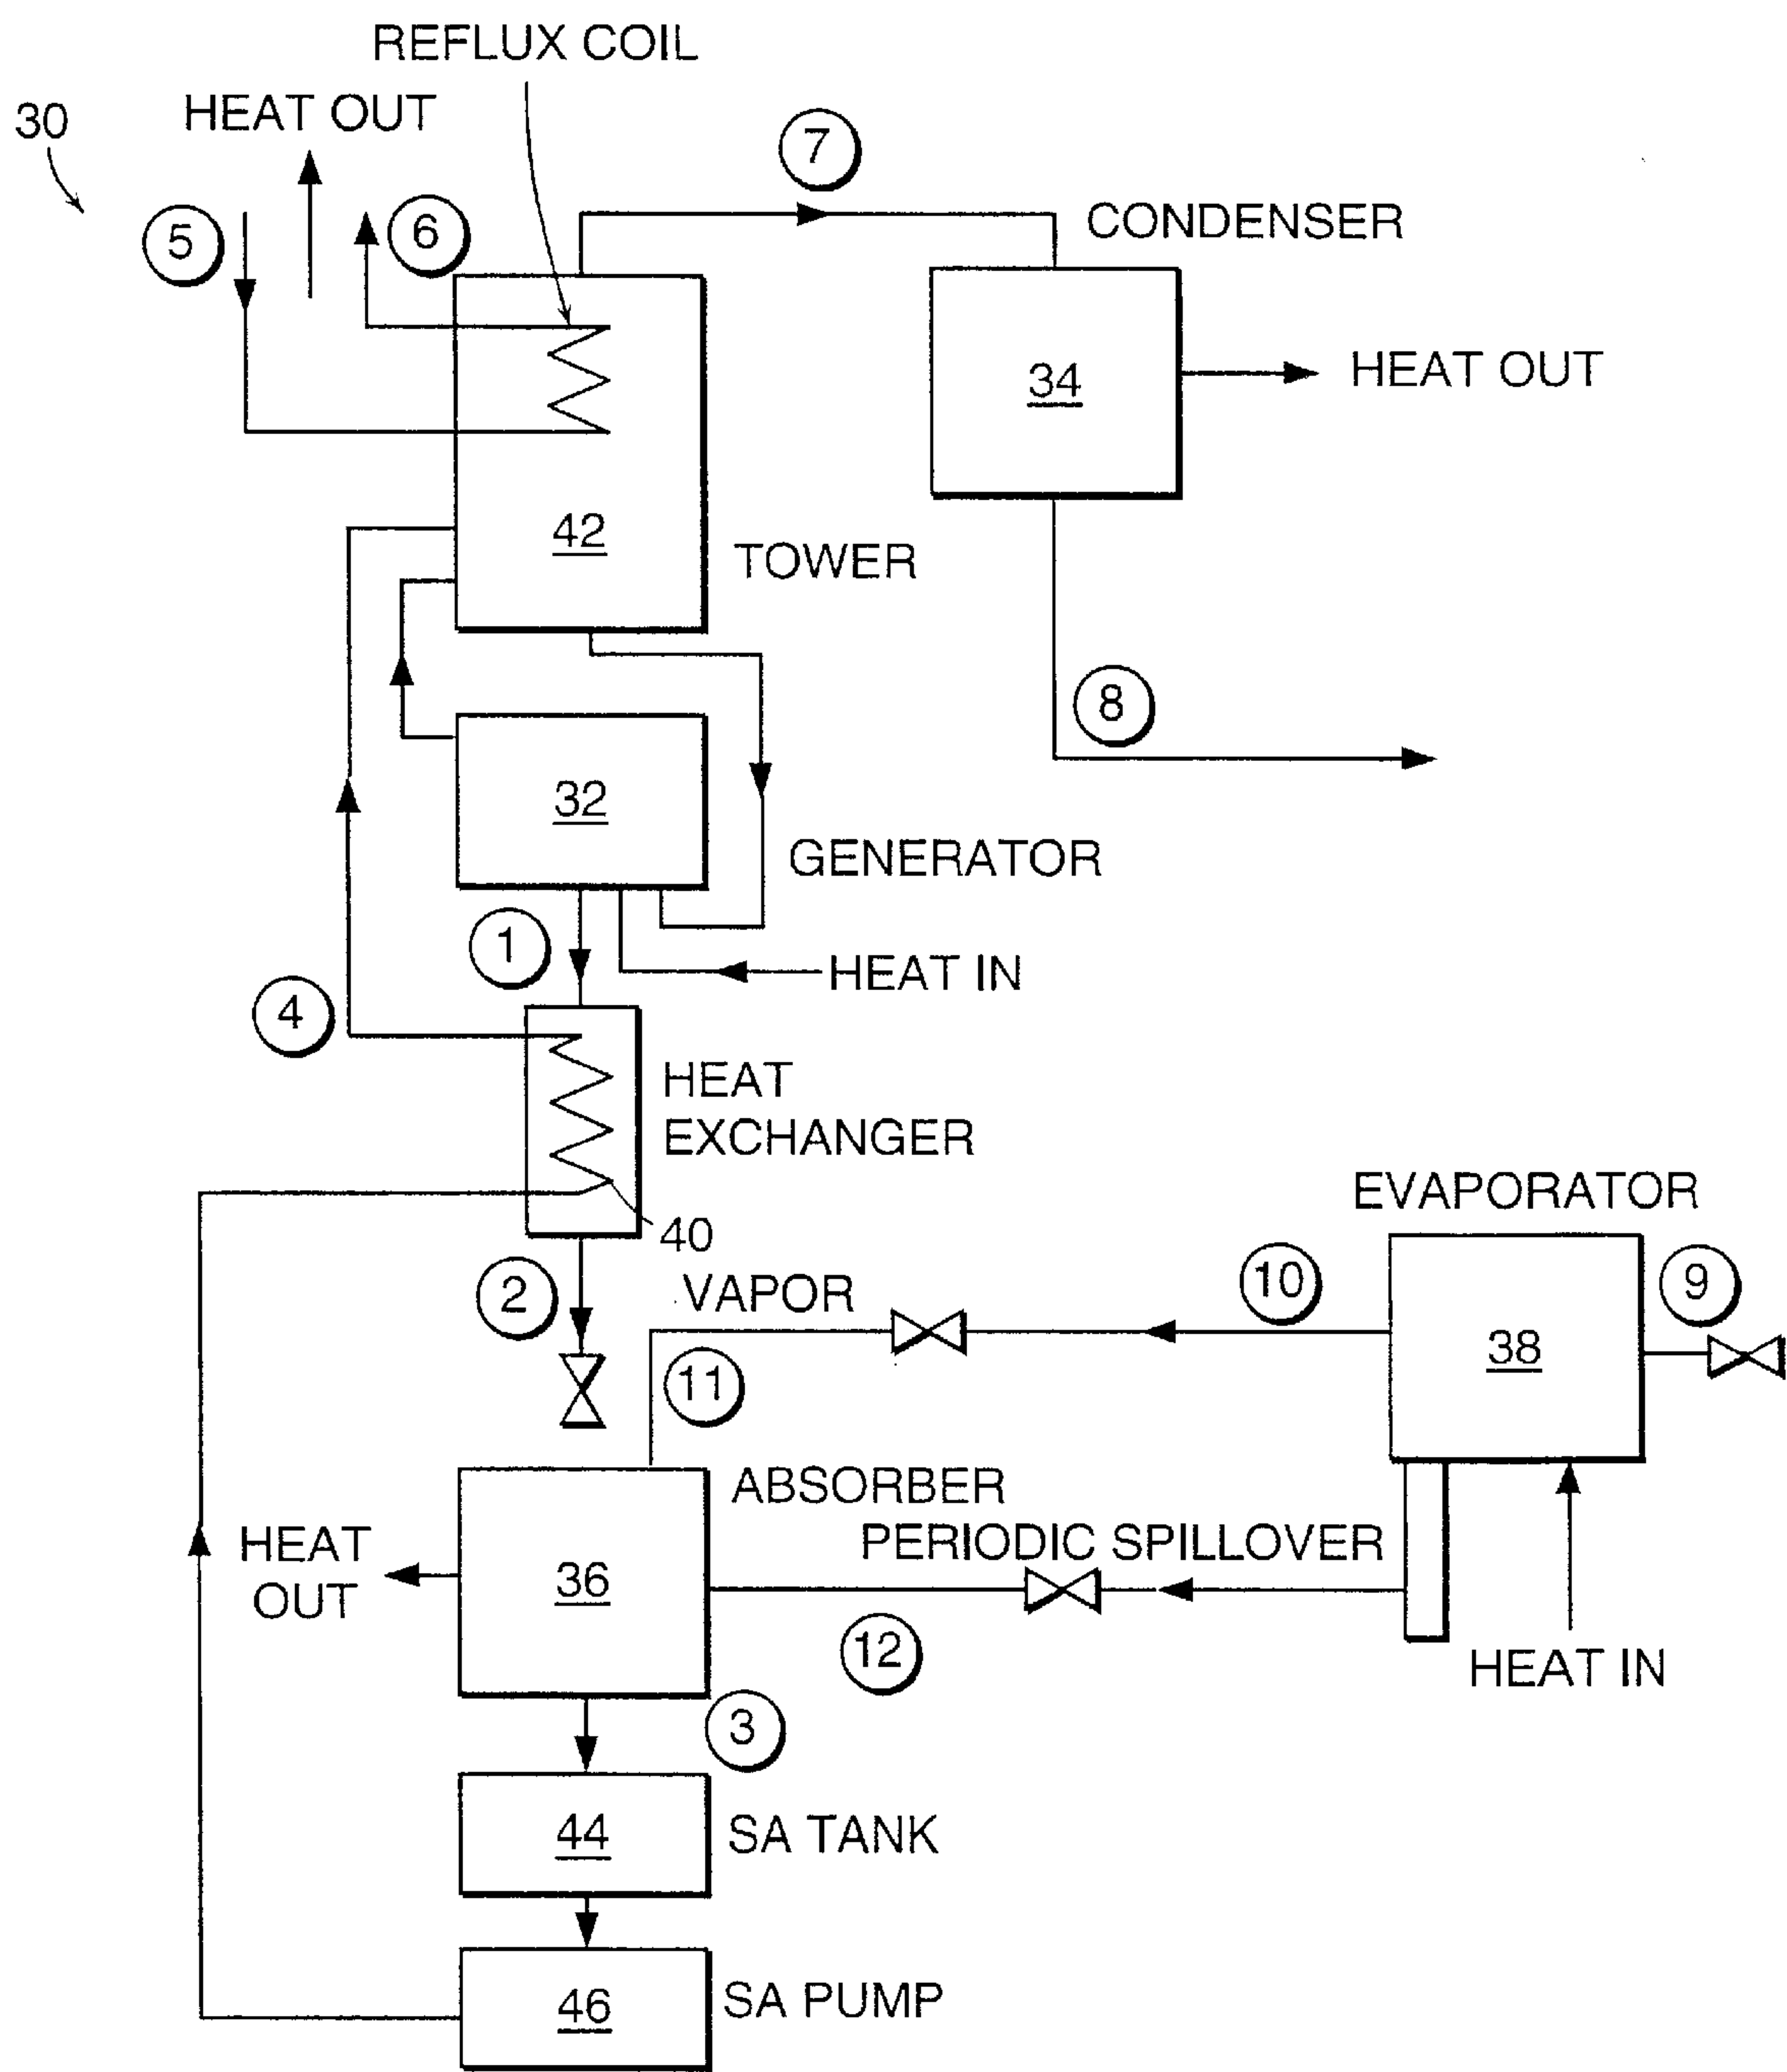 REFLUX COIL
HEAT OUT
30
7
5
6
CONDENSER
34
HEAT OUT
42
TOWER
8
32
GENERATOR
1
HEAT IN
4
HEAT
EXCHANGER
40
EVAPORATOR
2
VAPOR
10
9
38
11
ABSORBER
PERIODIC SPILLOVER
HEAT
OUT
36
12
HEAT IN
3
44
SA TANK
46
SA PUMP